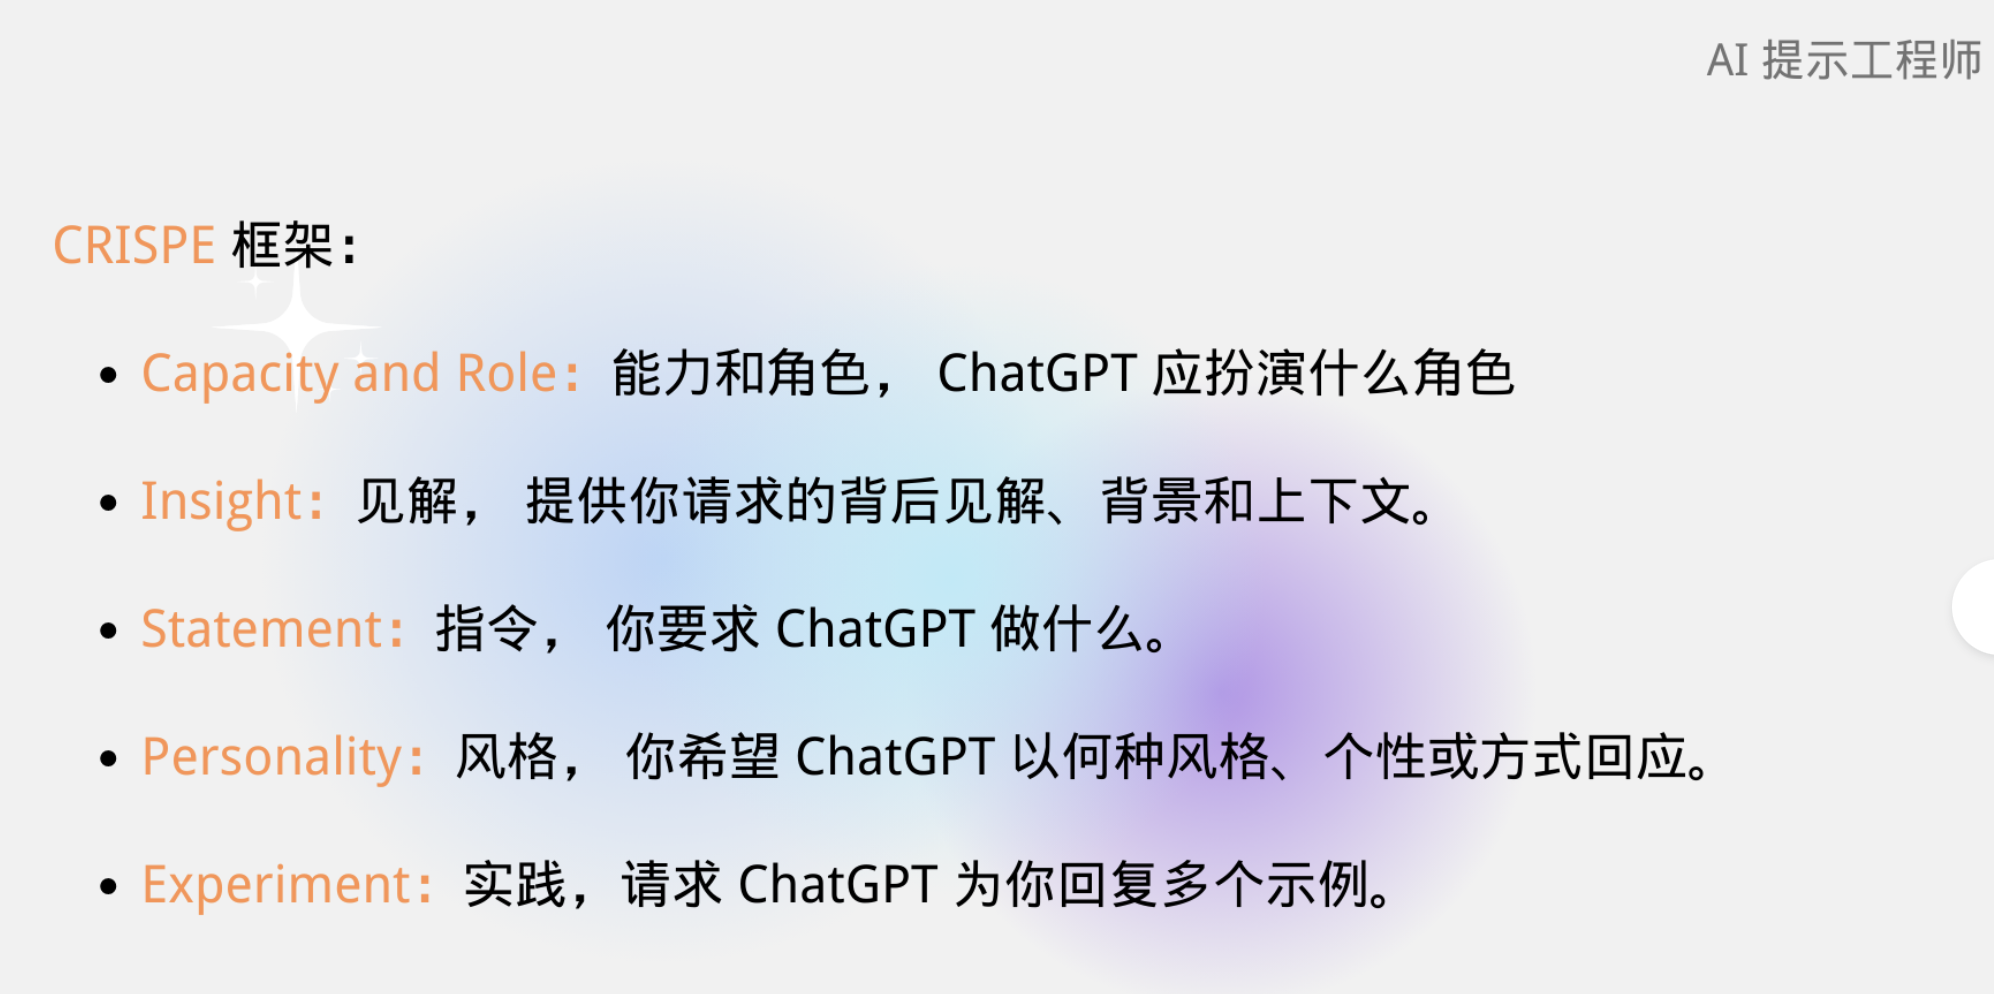 AI 提示工程师
CRISPE 框架：
• Capacity and Role：能力和角色， ChatGPT 应扮演什么角色
• Insight：见解， 提供你请求的背后见解、背景和上下文。
• Statement：指令， 你要求 ChatGPT 做什么。
• Personality：风格， 你希望 ChatGPT 以何种风格、个性或方式回应。
• Experiment：实践，请求 ChatGPT 为你回复多个示例。